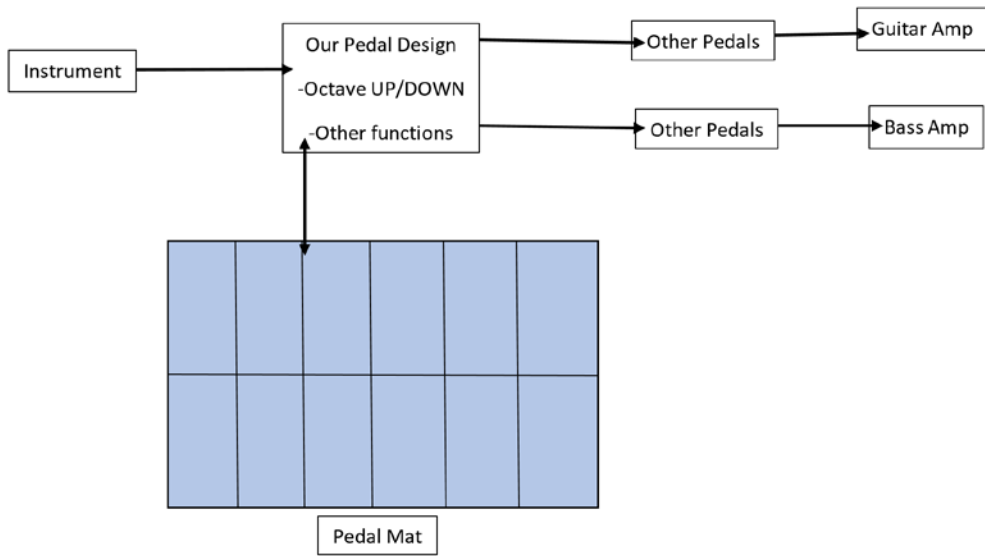 Instrument
Our Pedal Design
-Octave UP/DOWN
-Other functions
Other Pedals
Guitar Amp
Other Pedals
Bass Amp
Pedal Mat